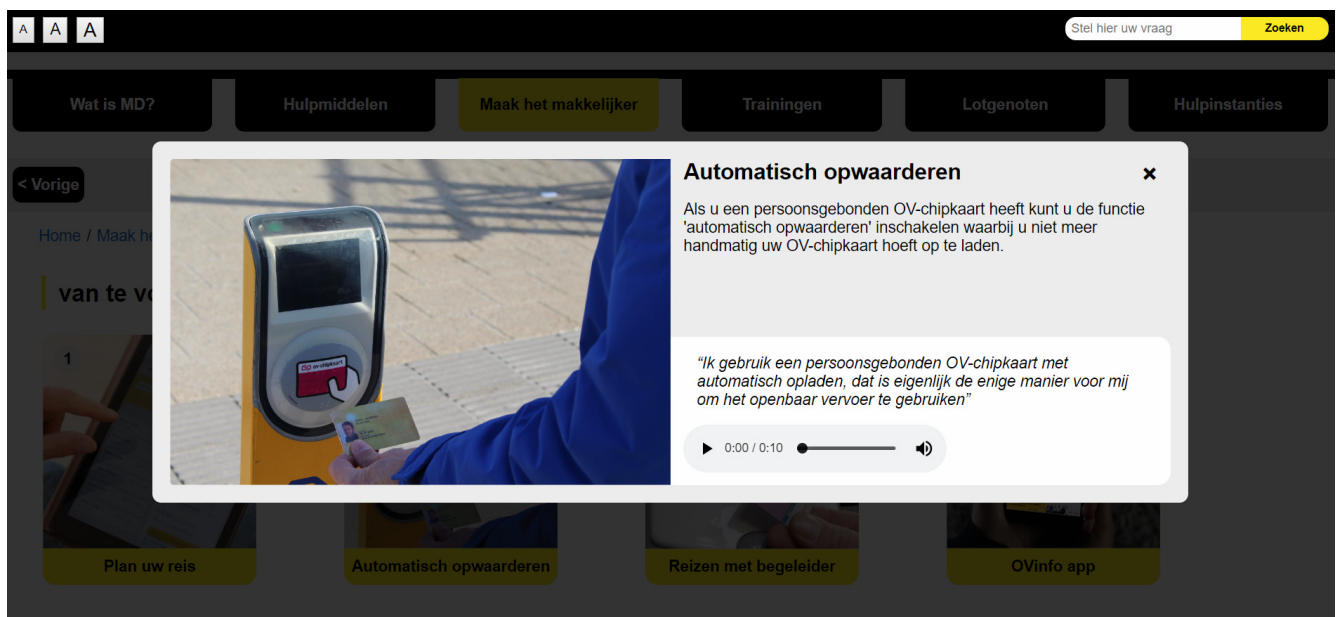 A A A
Stel hier uw vraag
Zoeken
Wat is MD?
Hulpmiddelen
Maak het makkelijker
Trainingen
Lotgenoten
Hulpinstanties
< Vorige
Home / Maak he
van te vo
1
Automatisch opwaarderen
×
Als u een persoonsgebonden OV-chipkaart heeft kunt u de functie
'automatisch opwaarderen' inschakelen waarbij u niet meer
handmatig uw OV-chipkaart hoeft op te laden.
ov-chipkaart
“Ik gebruik een persoonsgebonden OV-chipkaart met
automatisch opladen, dat is eigenlijk de enige manier voor mij
om het openbaar vervoer te gebruiken”
0:00 / 0:10
Plan uw reis
Automatisch opwaarderen
Reizen met begeleider
OVinfo app